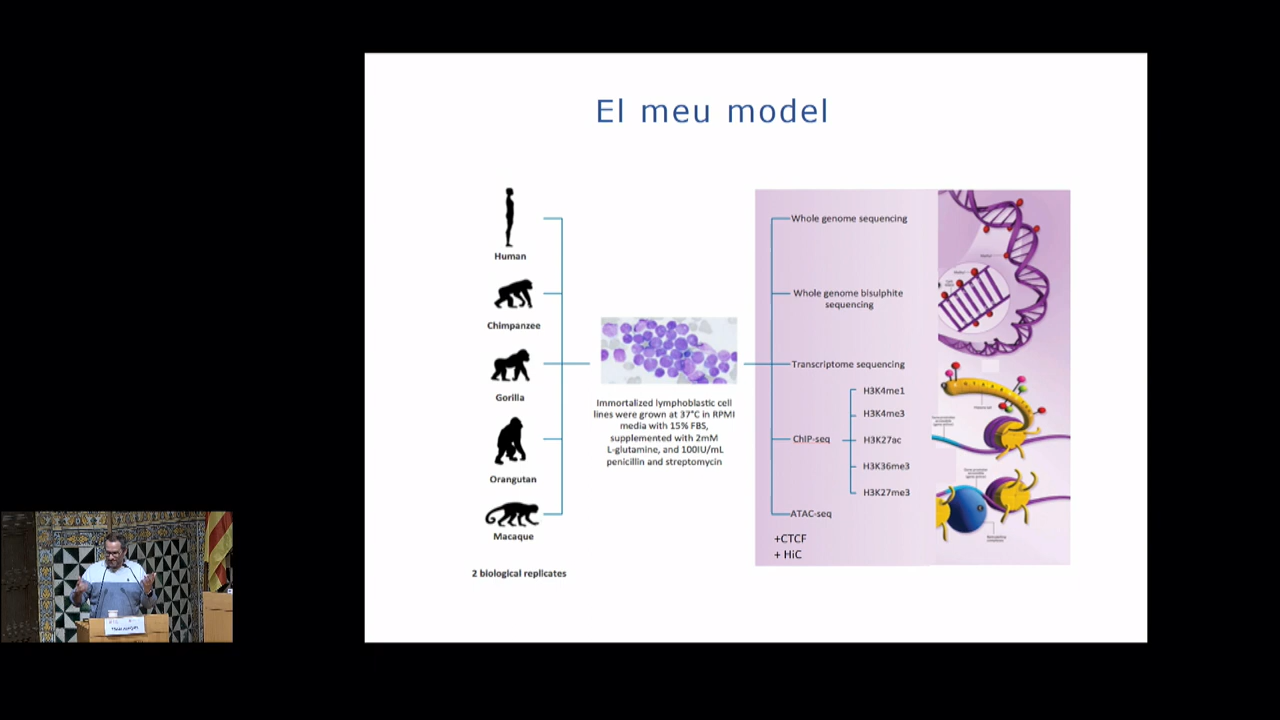 El meu model
Human
Chimpanzee
Gorilla
Orangutan
Macaque
2 biological replicates
Immortalized lymphoblastic cell
lines were grown at 37°C in RPMI
media with 15% FBS,
supplemented with 2mM
L-glutamine, and 100IU/mL
penicillin and streptomycin
Whole genome sequencing
Whole genome bisulphite
sequencing
Transcriptome sequencing
ChIP-seq
H3K4me1
H3K4me3
H3K27ac
H3K36me3
H3K27me3
ATAC-seq
+CTCF
+ HiC